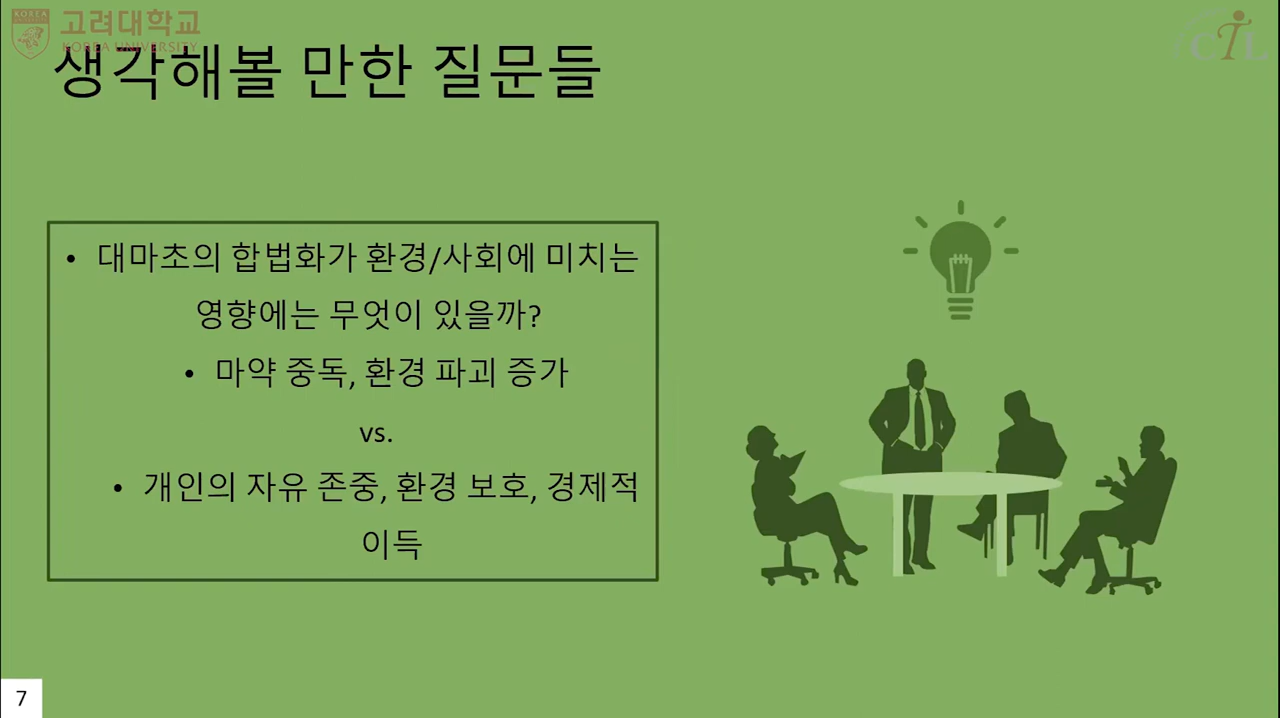 고려대학교
KOREA UNIVERSITY
KOREA
CTL
생각해볼 만한 질문들
• 대마초의 합법화가 환경/사회에 미치는
영향에는 무엇이 있을까?
• 마약 중독, 환경 파괴 증가
vs.
• 개인의 자유 존중, 환경 보호, 경제적
이득
7